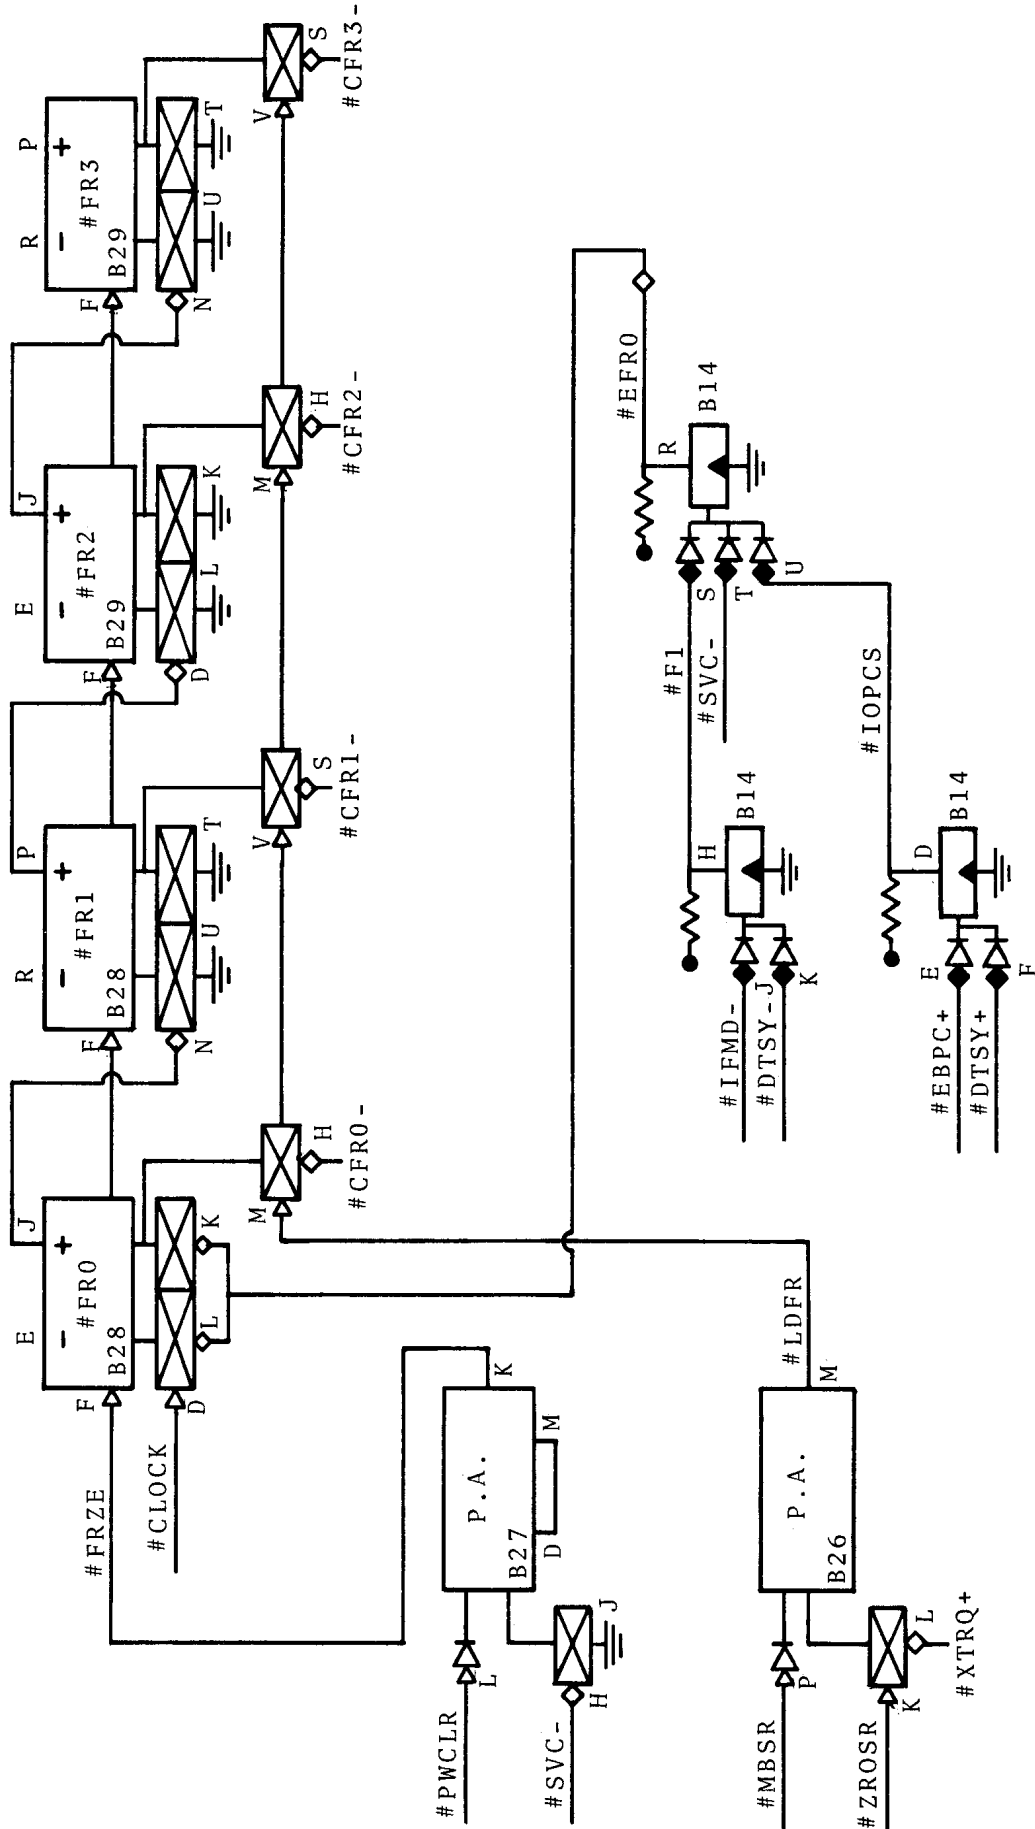 E
J
R
P
E
J
R
P
− +
− +
− +
− +
#FR0
#FR1
#FR2
#FR3
B28
B28
B29
B29
F
F
F
F
#FRZE
#CLOCK
D
L
K
N
U
T
D
L
K
N
U
T
M
H
#CFR0-
V
S
#CFR1-
M
H
#CFR2-
V
S
#CFR3-
#PWCLR
L
#SVC-
H
J
P.A.
B27
D
M
K
#MBSR
P
#ZROSR
K
L
#XTRQ+
P.A.
B26
M
#LDFR
#EFR0
R
B14
S
T
U
#F1
#SVC-
#IOPCS
H
B14
#IFMD-
#DTSY-
J
K
D
B14
#EBPC+
#DTSY+
E
F